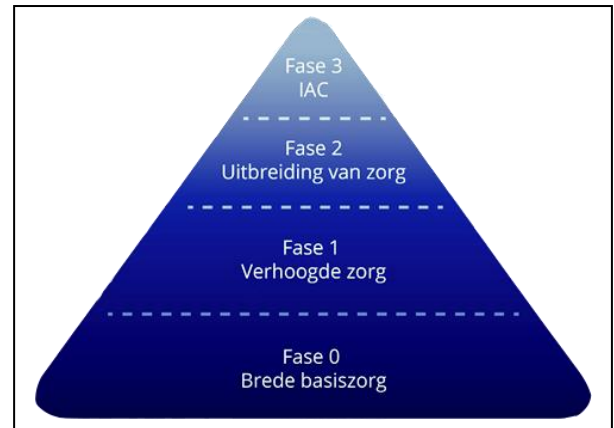 Fase 3
IAC
Fase 2
Uitbreiding van zorg
Fase 1
Verhoogde zorg
Fase 0
Brede basiszorg